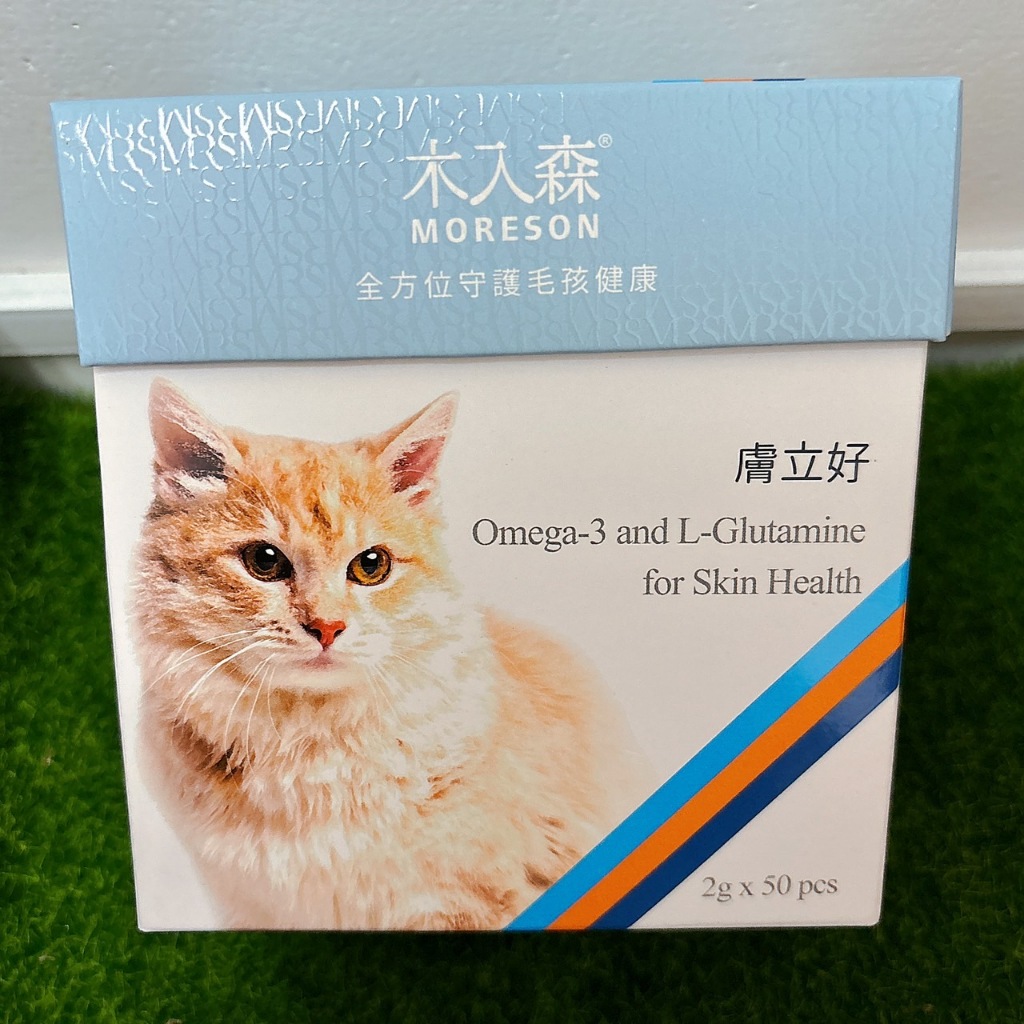 木入森®
MORESON
全方位守護毛孩健康
膚立好
Omega-3 and L-Glutamine
for Skin Health
2g x 50 pcs